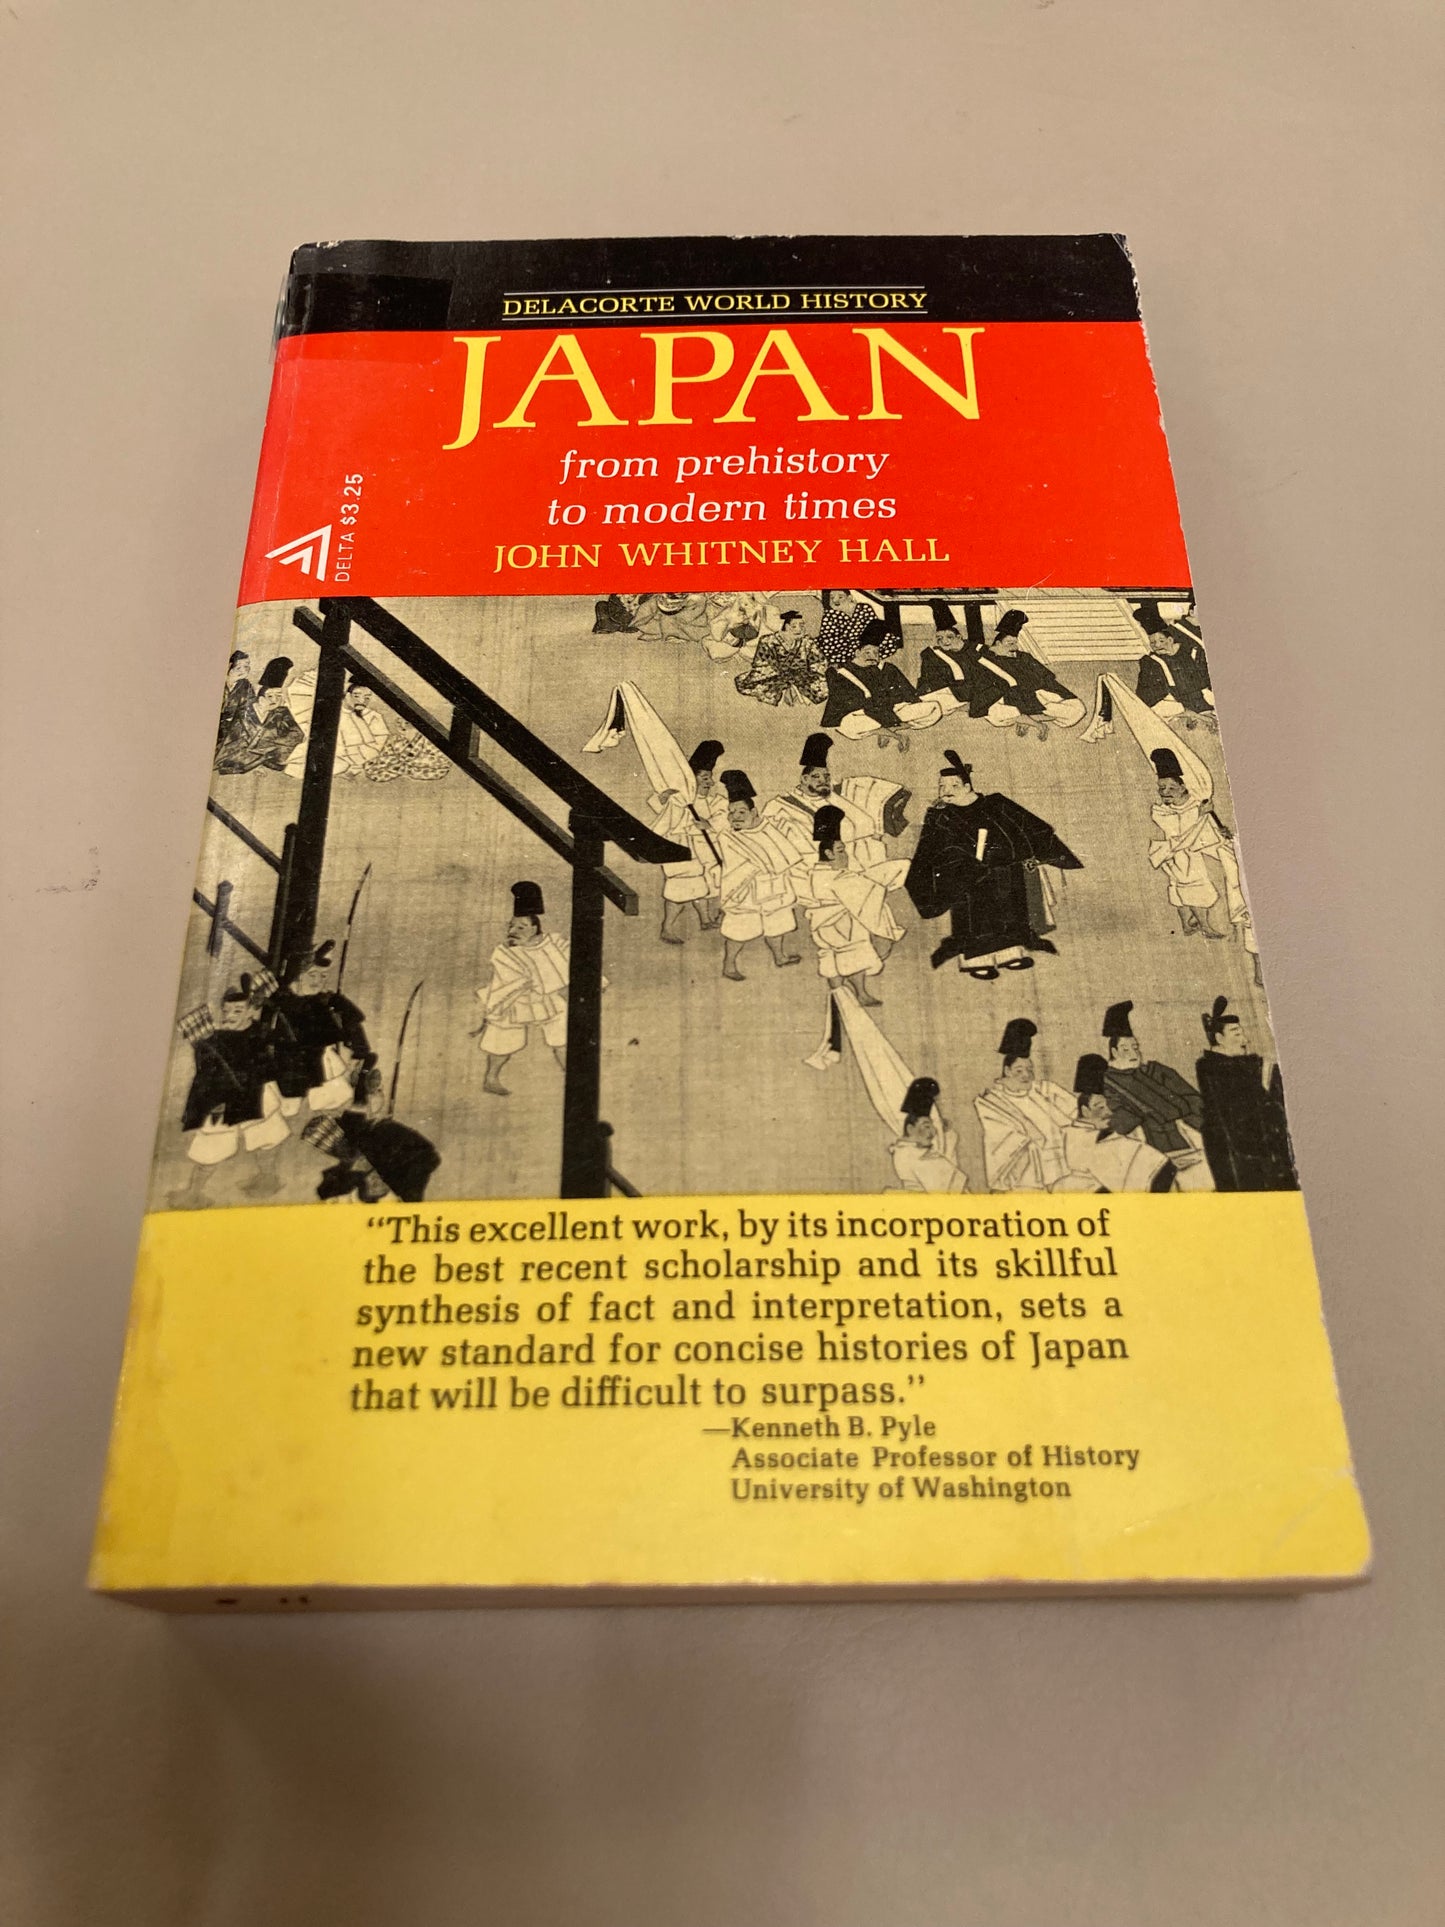 DELACORTE WORLD HISTORY
JAPAN
from prehistory
to modern times
JOHN WHITNEY HALL
DELTA $3.25
“This excellent work, by its incorporation of
the best recent scholarship and its skillful
synthesis of fact and interpretation, sets a
new standard for concise histories of Japan
that will be difficult to surpass.”
—Kenneth B. Pyle
Associate Professor of History
University of Washington